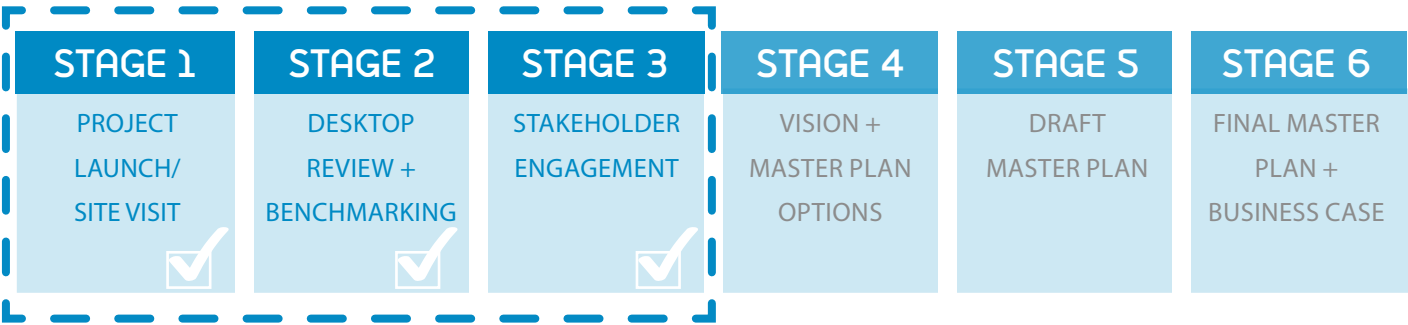 STAGE 1
PROJECT
LAUNCH/
SITE VISIT
STAGE 2
DESKTOP
REVIEW +
BENCHMARKING
STAGE 3
STAKEHOLDER
ENGAGEMENT
STAGE 4
VISION +
MASTER PLAN
OPTIONS
STAGE 5
DRAFT
MASTER PLAN
STAGE 6
FINAL MASTER
PLAN +
BUSINESS CASE